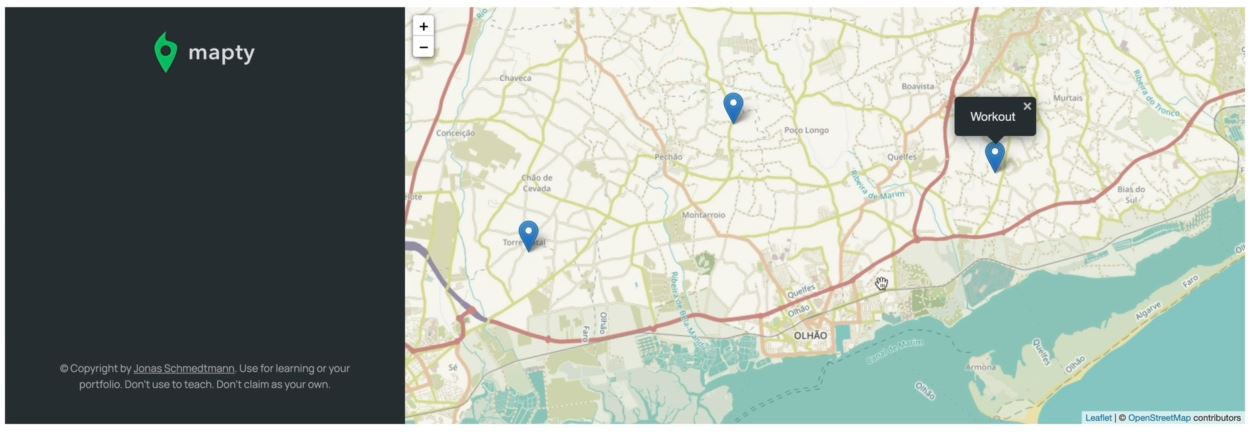 mapty
© Copyright by Jonas Schmedtmann. Use for learning or your
portfolio. Don't use to teach. Don't claim as your own.
+
−
Chaveca
Boavista
Murtais
Ribeira do Tronco
Workout ×
Conceição
Poço Longo
Pechão
Quelfes
Chão de
Cevada
Ribeira de Marim
Bias do
Sul
Montarroio
Quelfes
Olhão
Faro
Olhão
OLHÃO
Canal de Marim
Sé
Armona
Olhão
Quelfes
Olhão
Algarve
Faro
Leaflet | © OpenStreetMap contributors